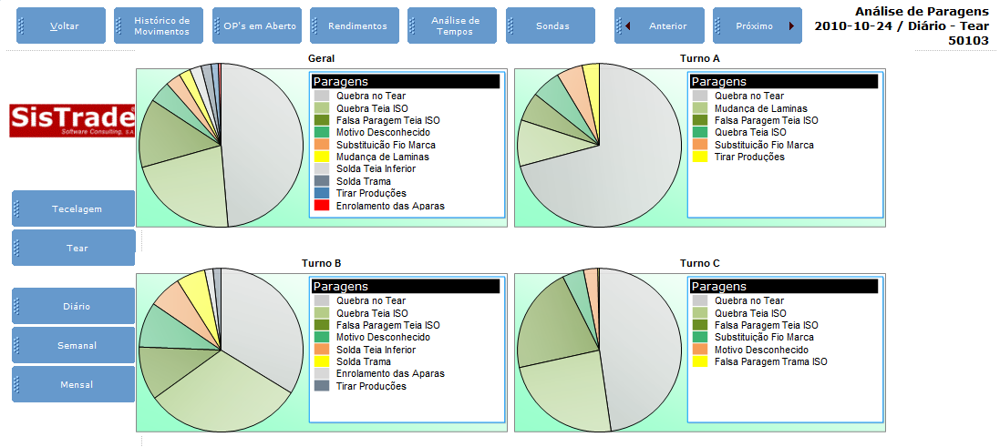 Voltar
Histórico de
Movimentos
OP's em Aberto
Rendimentos
Análise de
Tempos
Sondas
Anterior
Próximo
Análise de Paragens
2010-10-24 / Diário - Tear
50103
SisTrade
Software Consulting, S.A
Tecelagem
Tear
Diário
Semanal
Mensal
Geral
Paragens
Quebra no Tear
Quebra Teia ISO
Falsa Paragem Teia ISO
Motivo Desconhecido
Substituição Fio Marca
Mudança de Laminas
Solda Teia Inferior
Solda Trama
Tirar Produções
Enrolamento das Aparas
Turno A
Paragens
Quebra no Tear
Mudança de Laminas
Falsa Paragem Teia ISO
Quebra Teia ISO
Substituição Fio Marca
Tirar Produções
Turno B
Paragens
Quebra no Tear
Quebra Teia ISO
Falsa Paragem Teia ISO
Motivo Desconhecido
Solda Teia Inferior
Solda Trama
Enrolamento das Aparas
Tirar Produções
Turno C
Paragens
Quebra no Tear
Quebra Teia ISO
Falsa Paragem Teia ISO
Substituição Fio Marca
Motivo Desconhecido
Falsa Paragem Trama ISO